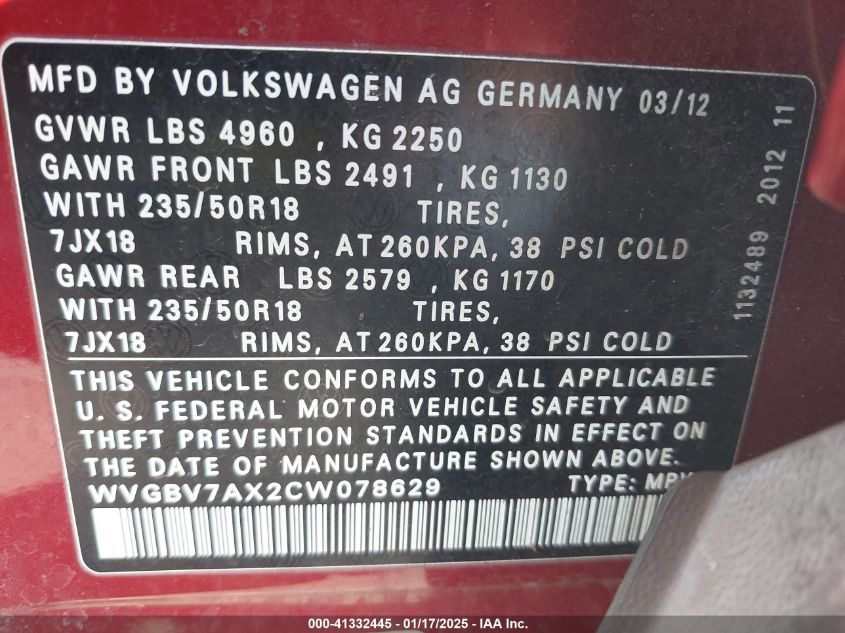 MFD BY VOLKSWAGEN AG GERMANY 03/12
GVWR LBS 4960 , KG 2250
GAWR FRONT LBS 2491 , KG 1130
WITH 235/50R18 TIRES,
7JX18 RIMS, AT 260KPA, 38 PSI COLD
GAWR REAR LBS 2579 , KG 1170
WITH 235/50R18 TIRES,
7JX18 RIMS, AT 260KPA, 38 PSI COLD
THIS VEHICLE CONFORMS TO ALL APPLICABLE
U. S. FEDERAL MOTOR VEHICLE SAFETY AND
THEFT PREVENTION STANDARDS IN EFFECT ON
THE DATE OF MANUFACTURE SHOWN ABOVE.
WVGBV7AX2CW078629 TYPE: MPV
1132489 2012 11
000-41332445 - 01/17/2025 - IAA Inc.